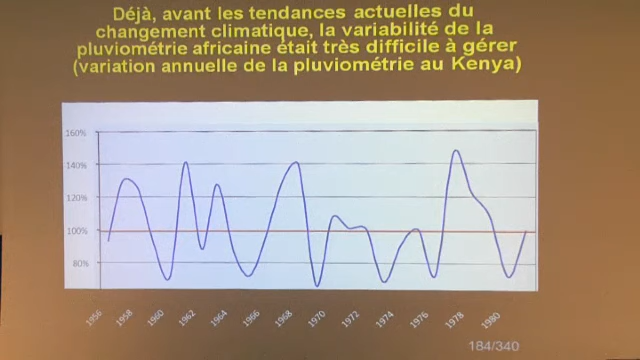 Déjà, avant les tendances actuelles du
changement climatique, la variabilité de la
pluviométrie africaine était très difficile à gérer
(variation annuelle de la pluviométrie au Kenya)
160%
140%
120%
100%
80%
1956 1958 1960 1962 1964 1966 1968 1970 1972 1974 1976 1978 1980
184/340